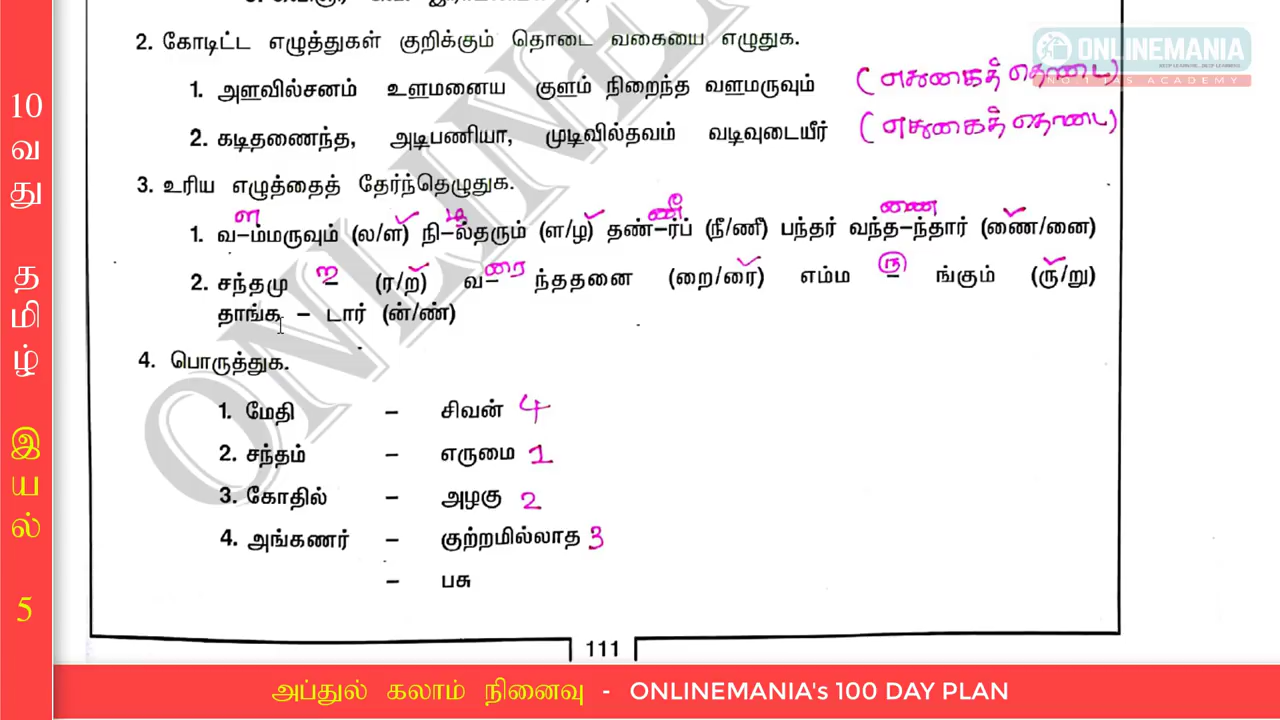 2. கோடிட்ட எழுத்துகள் குறிக்கும் தொடை வகையை எழுதுக.
1. அளவில்சனம் உளமனைய குளம் நிறைந்த வளமருவும் (எதுகைத் தொடை)
2. கடிதணைந்த, அடிபணியா, முடிவில்தவம் வடிவுடையீர் (எதுகைத் தொடை)
3. உரிய எழுத்தைத் தேர்ந்தெழுதுக.
ள ழ ணீ ணை
1. வ–ம்மருவும் (ல/ள) நி–ல்தரும் (ள/ழ) தண்–ர்ப் (நீ/ணீ) பந்தர் வந்த–ந்தார் (ணை/னை)
ற ரை ரு
2. சந்தமு – (ர/ற) வ– ந்ததனை (றை/ரை) எம்ம – ங்கும் (ரு/று)
தாங்க – டார் (ன்/ண்)
4. பொருத்துக.
1. மேதி – சிவன் 4
2. சந்தம் – எருமை 1
3. கோதில் – அழகு 2
4. அங்கணர் – குற்றமில்லாத 3
– பசு
111
10 வது தமிழ் இயல் 5
ONLINEMANIA
அப்துல் கலாம் நினைவு - ONLINEMANIA's 100 DAY PLAN